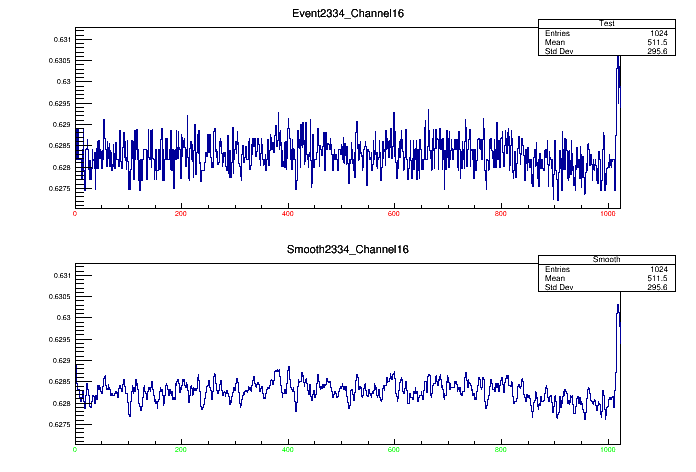 Event2334_Channel16
Test
Entries 1024
Mean 511.5
Std Dev 295.6
0.631
0.6305
0.63
0.6295
0.629
0.6285
0.628
0.6275
0 200 400 600 800 1000
Smooth2334_Channel16
Smooth
Entries 1024
Mean 511.5
Std Dev 295.6
0.631
0.6305
0.63
0.6295
0.629
0.6285
0.628
0.6275
0 200 400 600 800 1000